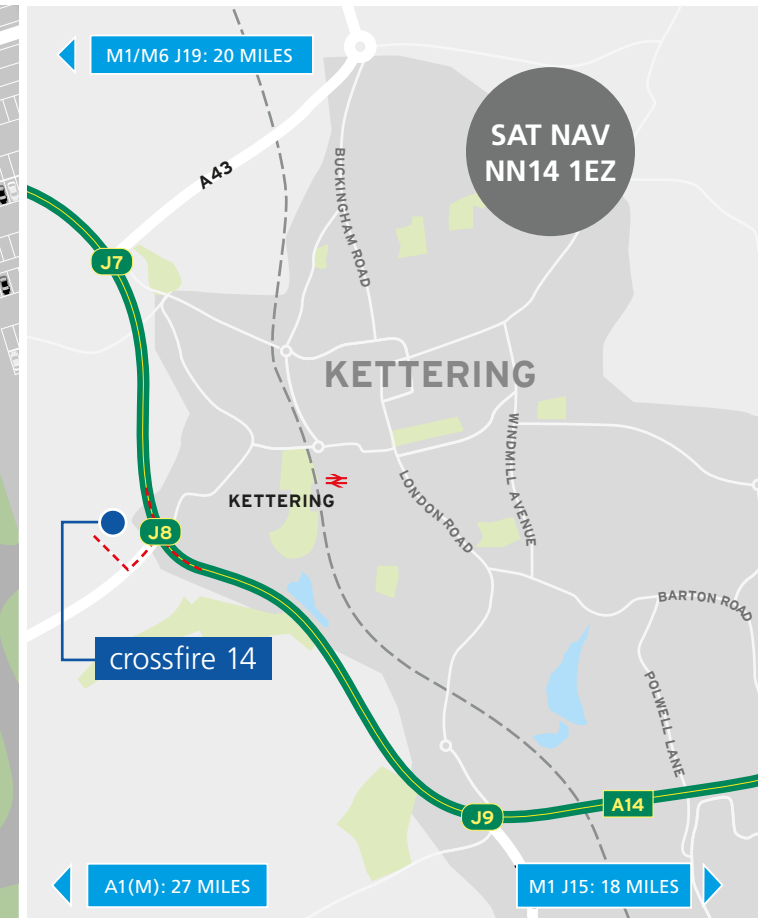 M1/M6 J19: 20 MILES
SAT NAV
NN14 1EZ
A43
BUCKINGHAM ROAD
J7
KETTERING
WINDMILL AVENUE
LONDON ROAD
KETTERING
J8
BARTON ROAD
crossfire 14
POLWELL LANE
A14
J9
A1(M): 27 MILES
M1 J15: 18 MILES